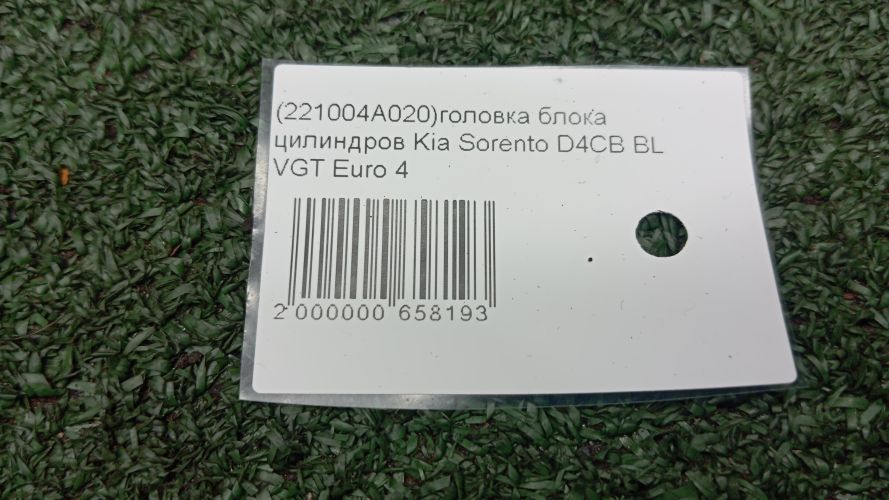 (221004A020)головка блока
цилиндров Kia Sorento D4CB BL
VGT Euro 4
2 000000 658193